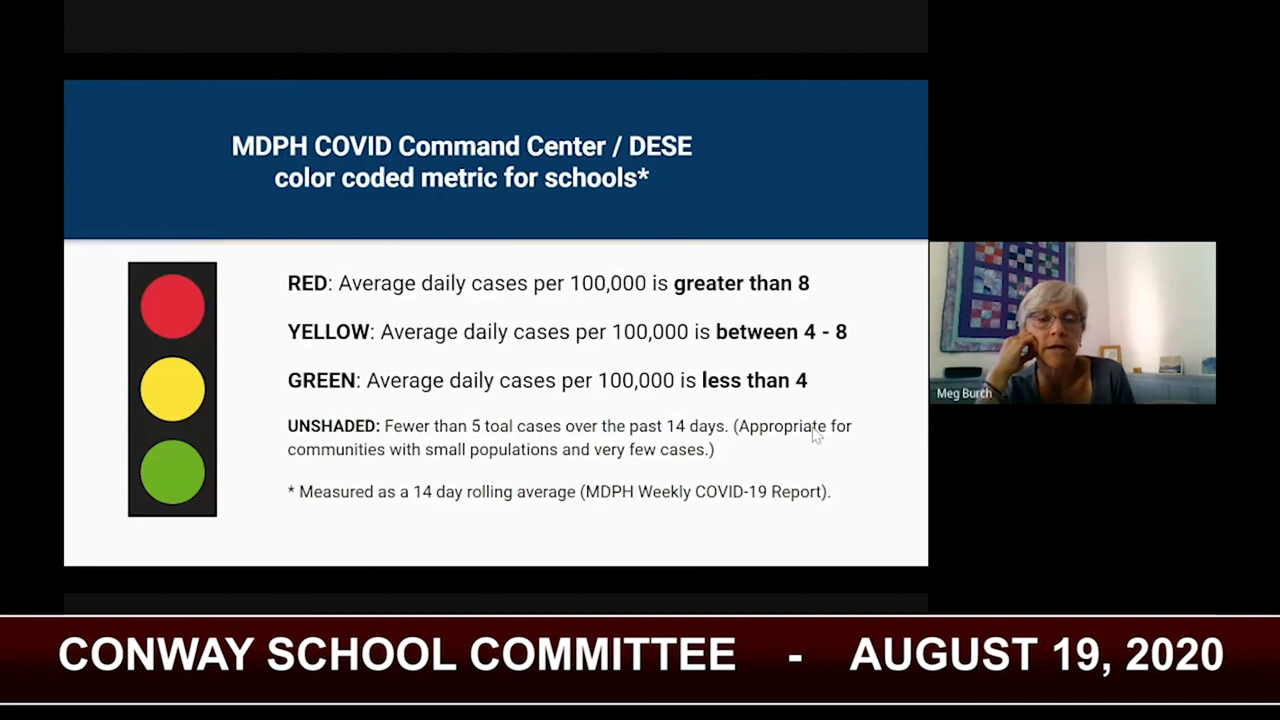 MDPH COVID Command Center / DESE
color coded metric for schools*
RED: Average daily cases per 100,000 is greater than 8
YELLOW: Average daily cases per 100,000 is between 4 - 8
GREEN: Average daily cases per 100,000 is less than 4
UNSHADED: Fewer than 5 toal cases over the past 14 days. (Appropriate for
communities with small populations and very few cases.)
* Measured as a 14 day rolling average (MDPH Weekly COVID-19 Report).
Meg Burch
CONWAY SCHOOL COMMITTEE - AUGUST 19, 2020